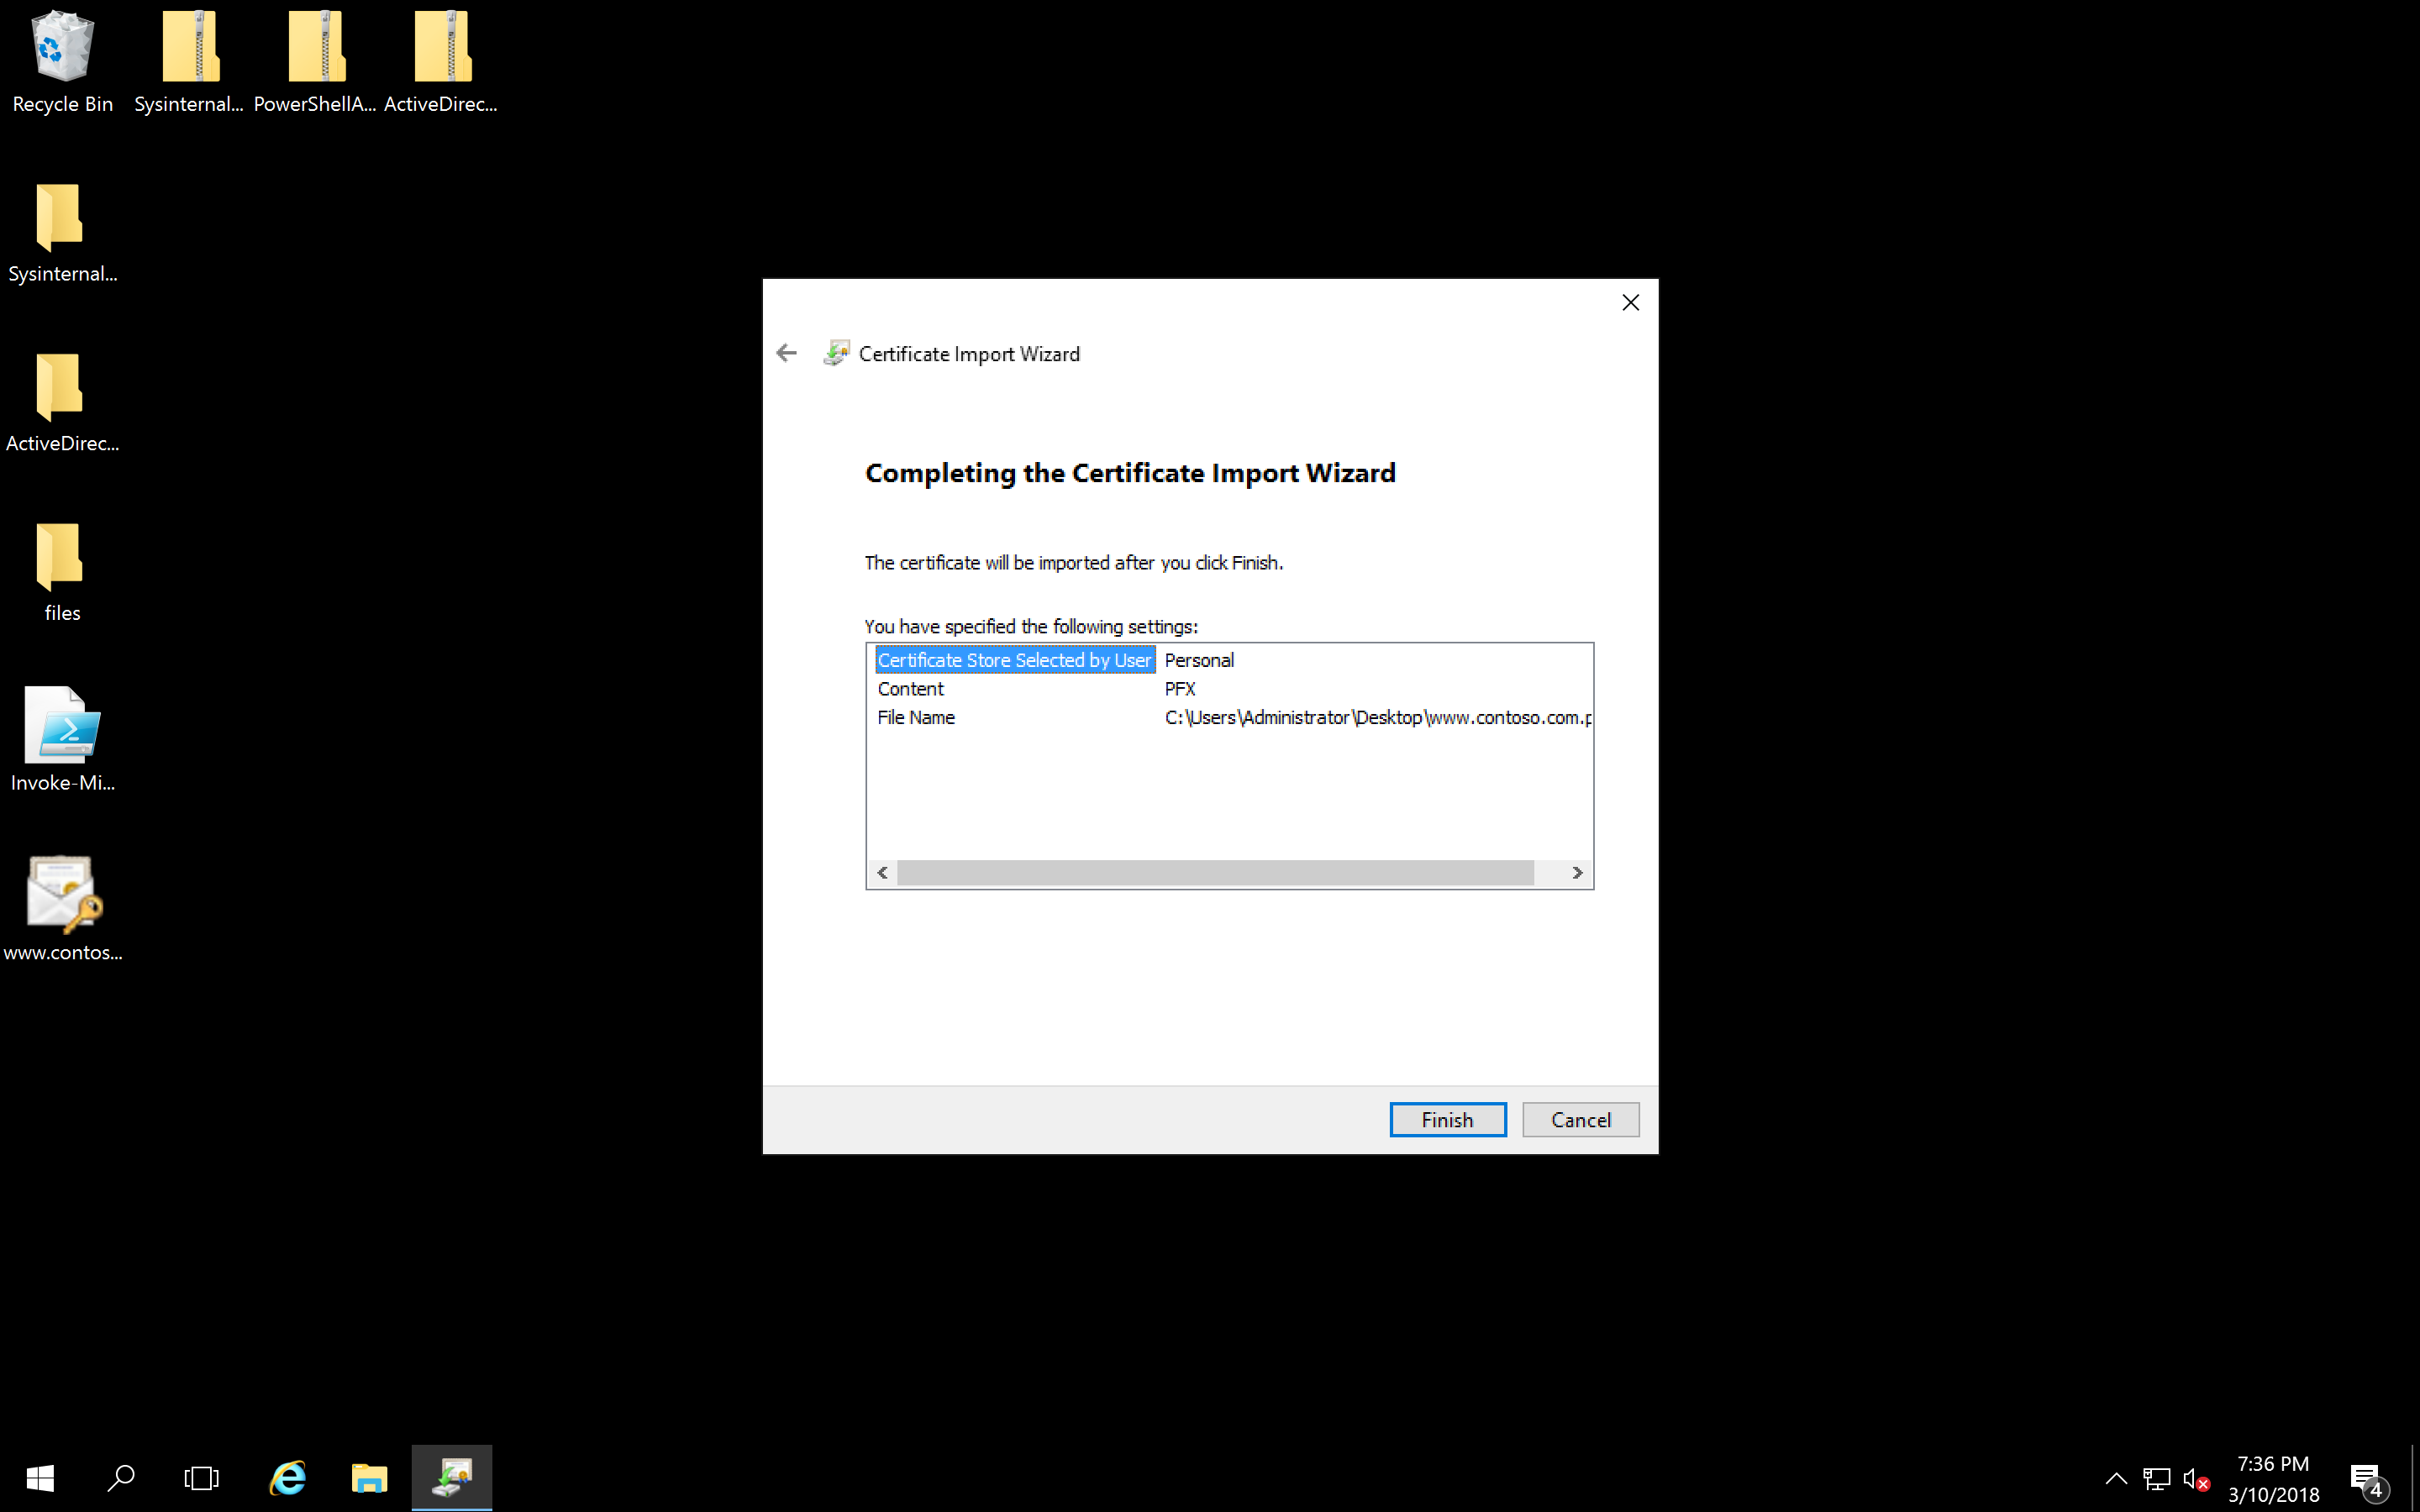 Recycle Bin
Sysinternal...
PowerShellA...
ActiveDirec...
Sysinternal...
ActiveDirec...
files
Invoke-Mi...
www.contos...
Certificate Import Wizard
Completing the Certificate Import Wizard
The certificate will be imported after you click Finish.
You have specified the following settings:
Certificate Store Selected by User Personal
Content PFX
File Name C:\Users\Administrator\Desktop\www.contoso.com.p
Finish
Cancel
7:36 PM
3/10/2018
4